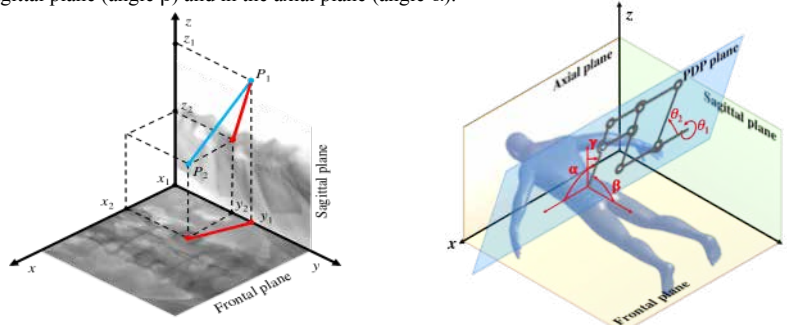 gittal plane (angle β) and in the axial plane (angle α).
z
z₁
P₁
z₂
P₂
x₁
x₂
y₂
y₁
x
y
Sagittal plane
Frontal plane
z
Axial plane
PDP plane
Sagittal plane
θ₂
θ₁
γ
α
β
x
Frontal plane